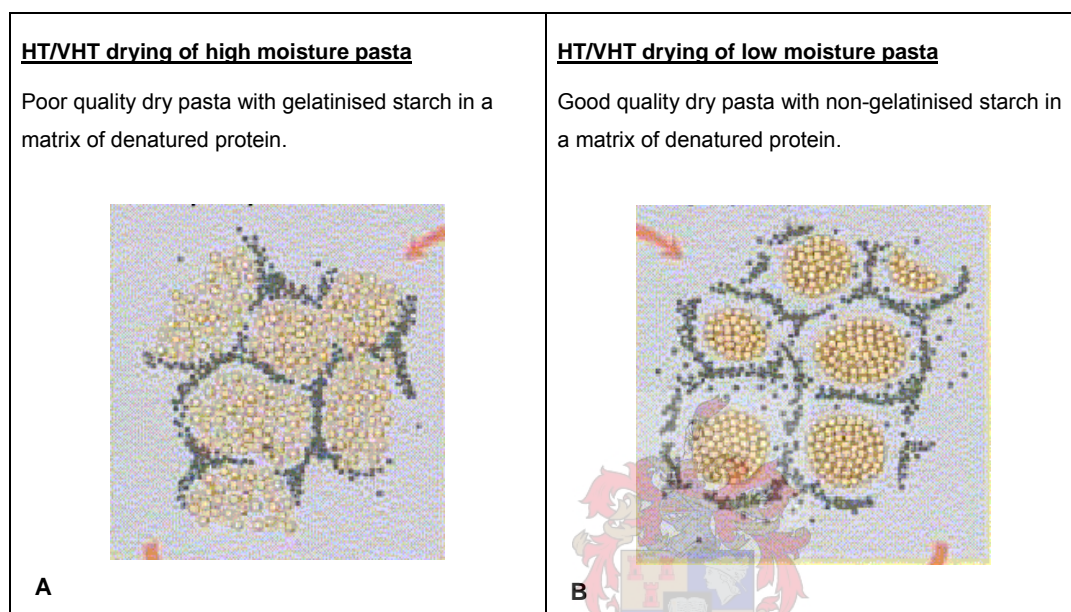 HT/VHT drying of high moisture pasta
Poor quality dry pasta with gelatinised starch in a
matrix of denatured protein.
A
HT/VHT drying of low moisture pasta
Good quality dry pasta with non-gelatinised starch in
a matrix of denatured protein.
B